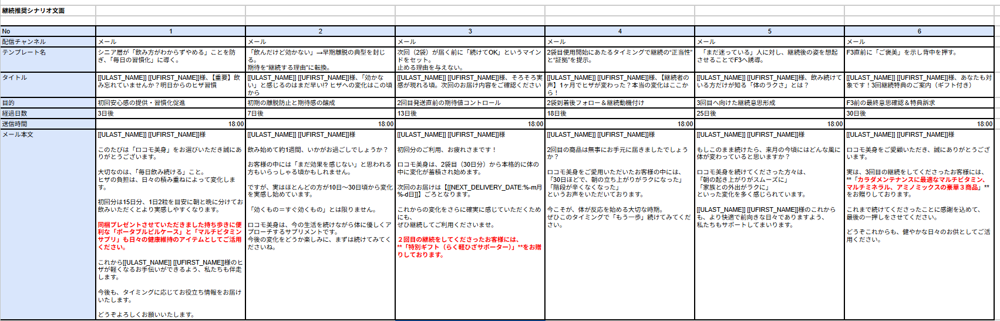 継続推奨シナリオ文面
No
1
2
3
4
5
6
配信チャンネル
メール
メール
メール
メール
メール
メール
テンプレート名
シニア層が「飲み方がわからずやめる」ことを防
ぎ、「毎日の習慣化」に導く。
「飲んだけど効かない」→早期離脱の典型を封じ
る。
期待を“継続する理由”に転換。
次回（2袋）が届く前に「続けてOK」というマイン
ドをセット。
止める理由を与えない。
2袋目使用開始にあたるタイミングで継続の“正当性”
と“証拠”を提示。
「まだ迷っている」人に対し、継続後の姿を想起
させることでF3へ誘導。
F3直前に「ご褒美」を示し背中を押す。
タイトル
[[ULAST_NAME]] [[UFIRST_NAME]]様、【重要】飲
み忘れていませんか？明日からのヒザ習慣
[[ULAST_NAME]] [[UFIRST_NAME]]様、「効かな
い」と感じるのはまだ早い!? ヒザへの変化はこの頃
から
[[ULAST_NAME]] [[UFIRST_NAME]]様、そろそろ実
感が現れる頃。次回のお届け内容をご確認ください
[[ULAST_NAME]] [[UFIRST_NAME]]様、【継続者の
声】1ヶ月でヒザが変わった？本当の変化はここか
ら！
[[ULAST_NAME]] [[UFIRST_NAME]]様、飲み続けて
いる方だけが知る「体のラクさ」とは？
[[ULAST_NAME]] [[UFIRST_NAME]]様、あなたも対
象です！3回継続特典のご案内（ギフト付き）
目的
初回安心感の提供・習慣化促進
初期の離脱防止と期待感の醸成
2回目発送直前の期待値コントロール
2袋到着後フォロー＆継続動機付け
3回目へ向けた継続意思形成
F3前の最終意思確認＆特典訴求
経過日数
3日後
7日後
13日後
18日後
25日後
30日後
送信時間
18:00
18:00
18:00
18:00
18:00
18:00
メール本文
[[ULAST_NAME]] [[UFIRST_NAME]]様
このたびは「ロコモ美身」をお選びいただき誠にあ
りがとうございます。
大切なのは、「毎日飲み続ける」こと。
ヒザの負担は、日々の積み重ねによって変化しま
す。
初回分は15日分、1日2粒を目安に朝と晩に分けてお
飲みいただくとより実感しやすくなります。
同梱プレゼントさせていただきました持ち歩きに便
利な「ポータブルピルケース」と「マルチビタミン
サプリ」も日々の健康維持のアイテムとしてご活用
ください。
これから[[ULAST_NAME]] [[UFIRST_NAME]]様のヒ
ザが軽くなるお手伝いができるよう、私たちも伴走
します。
今後も、タイミングに応じてお役立ち情報をお届け
いたします。
どうぞよろしくお願いいたします。
[[ULAST_NAME]] [[UFIRST_NAME]]様
飲み始めて約1週間、いかがお過ごしでしょうか？
お客様の中には「まだ効果を感じない」と思われる
方もいらっしゃる頃かもしれません。
ですが、実はほとんどの方が10日〜30日頃から変化
を実感し始めています。
「効くもの＝すぐ効くもの」とは限りません。
ロコモ美身は、今の生活を続けながら体に優しくア
プローチするサプリメントです。
今後の変化をどうか楽しみに、まずは続けてみてく
ださいね。
[[ULAST_NAME]] [[UFIRST_NAME]]様
初回分のご利用、お疲れさまです！
ロコモ美身は、2袋目（30日分）から本格的に体の
中に変化が蓄積され始めます。
次回のお届けは【[[NEXT_DELIVERY_DATE:%-m月
%-d日]]】ごろとなります。
これからの変化をさらに確実に感じていただくため
にも、
ぜひ継続してご利用くださいませ。
２回目の継続をしてくださったお客様には、
**「特別ギフト（らく軽ひざサポーター）」**をお贈
りしております。
[[ULAST_NAME]] [[UFIRST_NAME]]様
2回目の商品は無事にお手元に届きましたでしょう
か？
ロコモ美身をご愛用いただいたお客様の中には、
「30日ほどで、朝の立ち上がりがラクになった」
「階段が辛くなくなった」
というお声をいただいております。
今こそが、体が反応を始める大切な時期。
ぜひこのタイミングで「もう一歩」続けてみてくだ
さい。
[[ULAST_NAME]] [[UFIRST_NAME]]様
もしこのまま続けたら、来月の今頃にはどんな風に
体が変わっていると思いますか？
ロコモ美身を続けてくださった方々は、
「朝の起き上がりがスムーズに」
「家族との外出がラクに」
といった変化を多く感じられています。
[[ULAST_NAME]] [[UFIRST_NAME]]様のこれから
も、より快適で前向きな日々でありますよう、
私たちもサポートしてまいります。
[[ULAST_NAME]] [[UFIRST_NAME]]様
ロコモ美身をご愛顧いただき、誠にありがとうござ
います。
実は、3回目の継続をしてくださったお客様には、
**「カラダメンテナンスに最適なマルチビタミン、
マルチミネラル、アミノミックスの豪華３商品」**
をお贈りしております。
これまで続けてくださったことに感謝を込めて、
最後の一押しをさせてください。
どうぞこれからも、健やかな日々のお供としてご活
用ください。